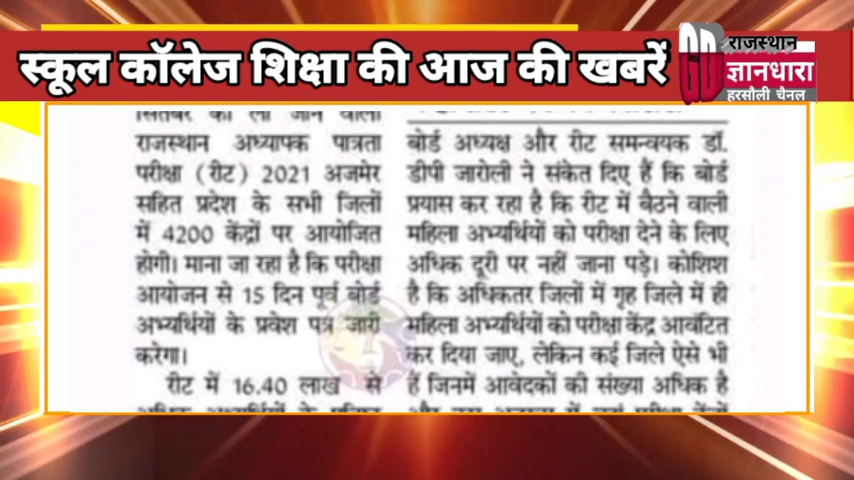 स्कूल कॉलेज शिक्षा की आज की खबरें
GD
राजस्थान
ज्ञानधारा
हरसौली चैनल
सितंबर को ली जाने वाली
राजस्थान अध्यापक पात्रता
परीक्षा (रीट) 2021 अजमेर
सहित प्रदेश के सभी जिलों
में 4200 केंद्रों पर आयोजित
होगी। माना जा रहा है कि परीक्षा
आयोजन से 15 दिन पूर्व बोर्ड
अभ्यर्थियों के प्रवेश पत्र जारी
करेगा।
रीट में 16.40 लाख से
बोर्ड अध्यक्ष और रीट समन्वयक डॉ.
डीपी जारोली ने संकेत दिए हैं कि बोर्ड
प्रयास कर रहा है कि रीट में बैठने वाली
महिला अभ्यर्थियों को परीक्षा देने के लिए
अधिक दूरी पर नहीं जाना पड़े। कोशिश
है कि अधिकतर जिलों में गृह जिले में ही
महिला अभ्यर्थियों को परीक्षा केंद्र आवंटित
कर दिया जाए, लेकिन कई जिले ऐसे भी
हैं जिनमें आवेदकों की संख्या अधिक है